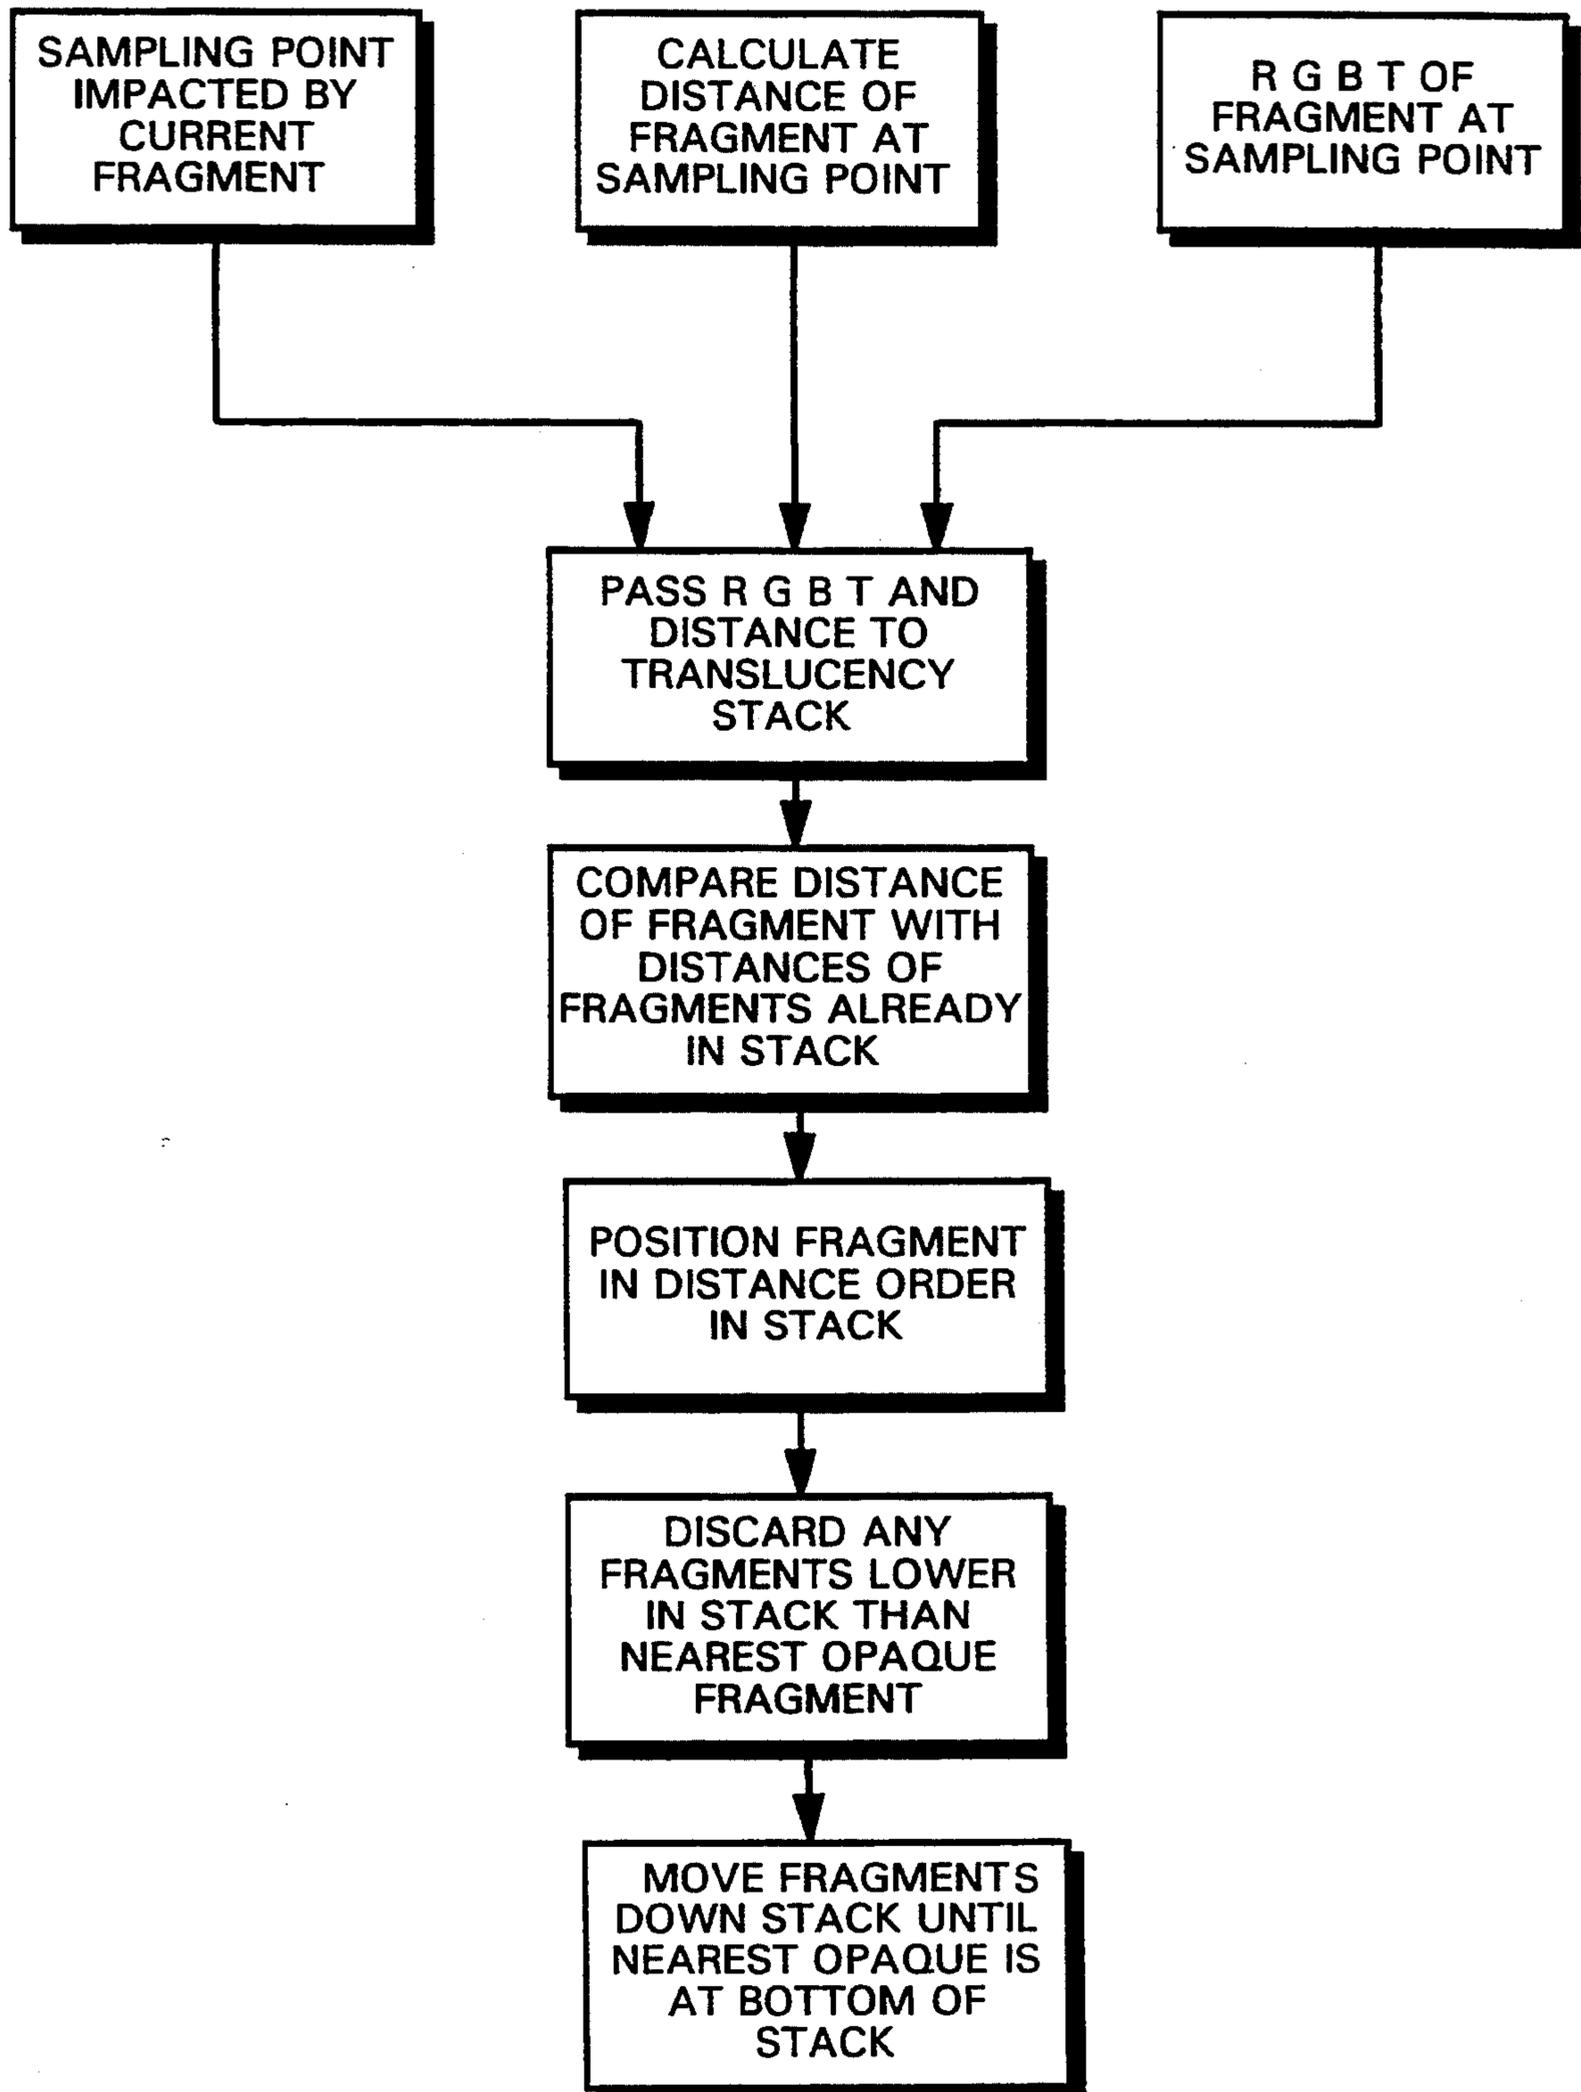 SAMPLING POINT
IMPACTED BY
CURRENT
FRAGMENT
CALCULATE
DISTANCE OF
FRAGMENT AT
SAMPLING POINT
R G B T OF
FRAGMENT AT
SAMPLING POINT
PASS R G B T AND
DISTANCE TO
TRANSLUCENCY
STACK
COMPARE DISTANCE
OF FRAGMENT WITH
DISTANCES OF
FRAGMENTS ALREADY
IN STACK
POSITION FRAGMENT
IN DISTANCE ORDER
IN STACK
DISCARD ANY
FRAGMENTS LOWER
IN STACK THAN
NEAREST OPAQUE
FRAGMENT
MOVE FRAGMENTS
DOWN STACK UNTIL
NEAREST OPAQUE IS
AT BOTTOM OF
STACK